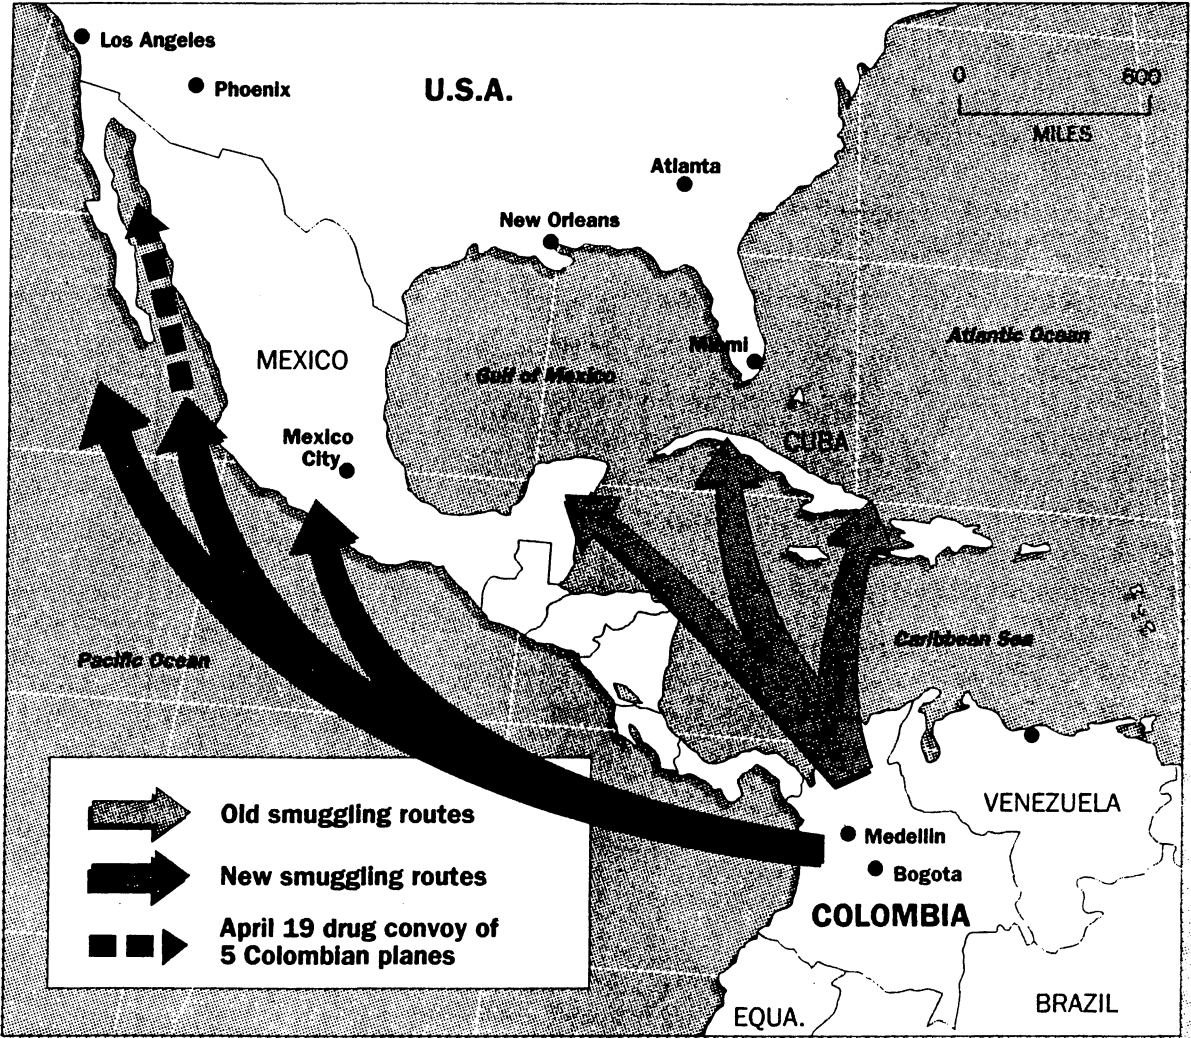 Los Angeles
Phoenix
U.S.A.
0 600
MILES
Atlanta
New Orleans
Atlantic Ocean
Miami
MEXICO
Gulf of Mexico
CUBA
Mexico
City
Caribbean Sea
Pacific Ocean
VENEZUELA
Old smuggling routes
Medellin
New smuggling routes
Bogota
COLOMBIA
April 19 drug convoy of
5 Colombian planes
BRAZIL
EQUA.